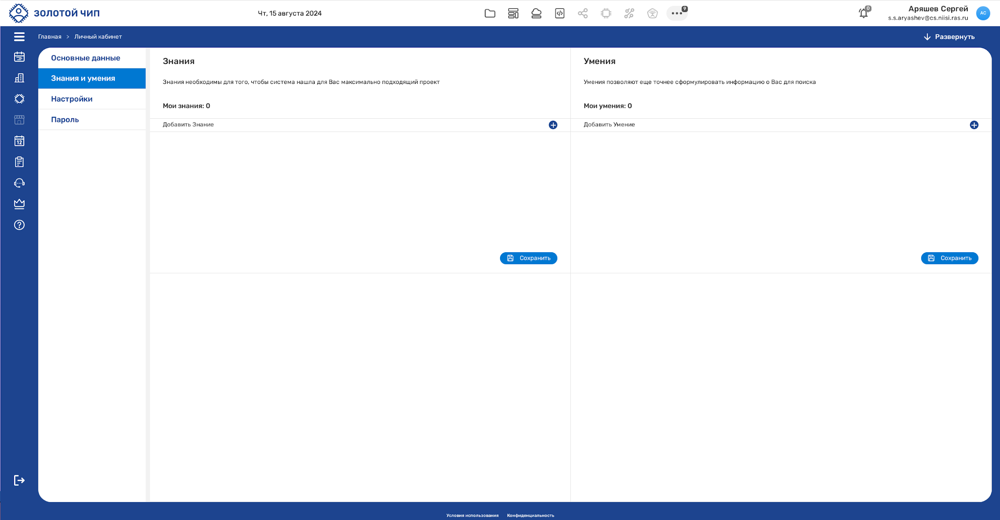 ЗОЛОТОЙ ЧИП
Чт, 15 августа 2024
9
0
Аряшев Сергей
s.s.aryashev@cs.niisi.ras.ru
АС
Главная > Личный кабинет
Развернуть
Основные данные
Знания и умения
Настройки
Пароль
12
Знания
Знания необходимы для того, чтобы система нашла для Вас максимально подходящий проект
Мои знания: 0
Добавить Знание
Сохранить
Умения
Умения позволяют еще точнее сформулировать информацию о Вас для поиска
Мои умения: 0
Добавить Умение
Сохранить
Условия использования Конфиденциальность